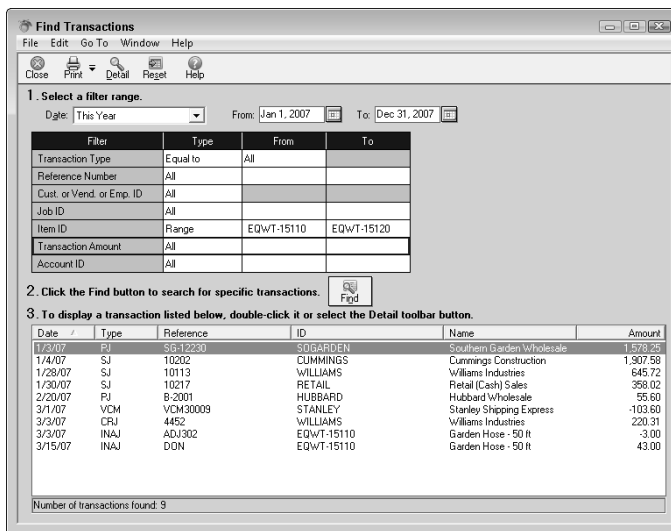 Find Transactions
File Edit Go To Window Help
Close Print Detail Reset Help
1. Select a filter range.
Date: This Year From: Jan 1, 2007 To: Dec 31, 2007
Filter Type From To
Transaction Type Equal to All
Reference Number All
Cust. or Vend. or Emp. ID All
Job ID All
Item ID Range EQWT-15110 EQWT-15120
Transaction Amount All
Account ID All
2. Click the Find button to search for specific transactions. Find
3. To display a transaction listed below, double-click it or select the Detail toolbar button.
Date Type Reference ID Name Amount
1/3/07 PJ SG-12230 SOGARDEN Southern Garden Wholesale 1,578.25
1/4/07 SJ 10202 CUMMINGS Cummings Construction 1,907.58
1/28/07 SJ 10113 WILLIAMS Williams Industries 645.72
1/30/07 SJ 10217 RETAIL Retail (Cash) Sales 358.02
2/20/07 PJ B-2001 HUBBARD Hubbard Wholesale 55.60
3/1/07 VCM VCM30009 STANLEY Stanley Shipping Express -103.60
3/3/07 CRJ 4452 WILLIAMS Williams Industries 220.31
3/3/07 INAJ ADJ302 EQWT-15110 Garden Hose - 50 ft -3.00
3/15/07 INAJ DON EQWT-15110 Garden Hose - 50 ft 43.00
Number of transactions found: 9